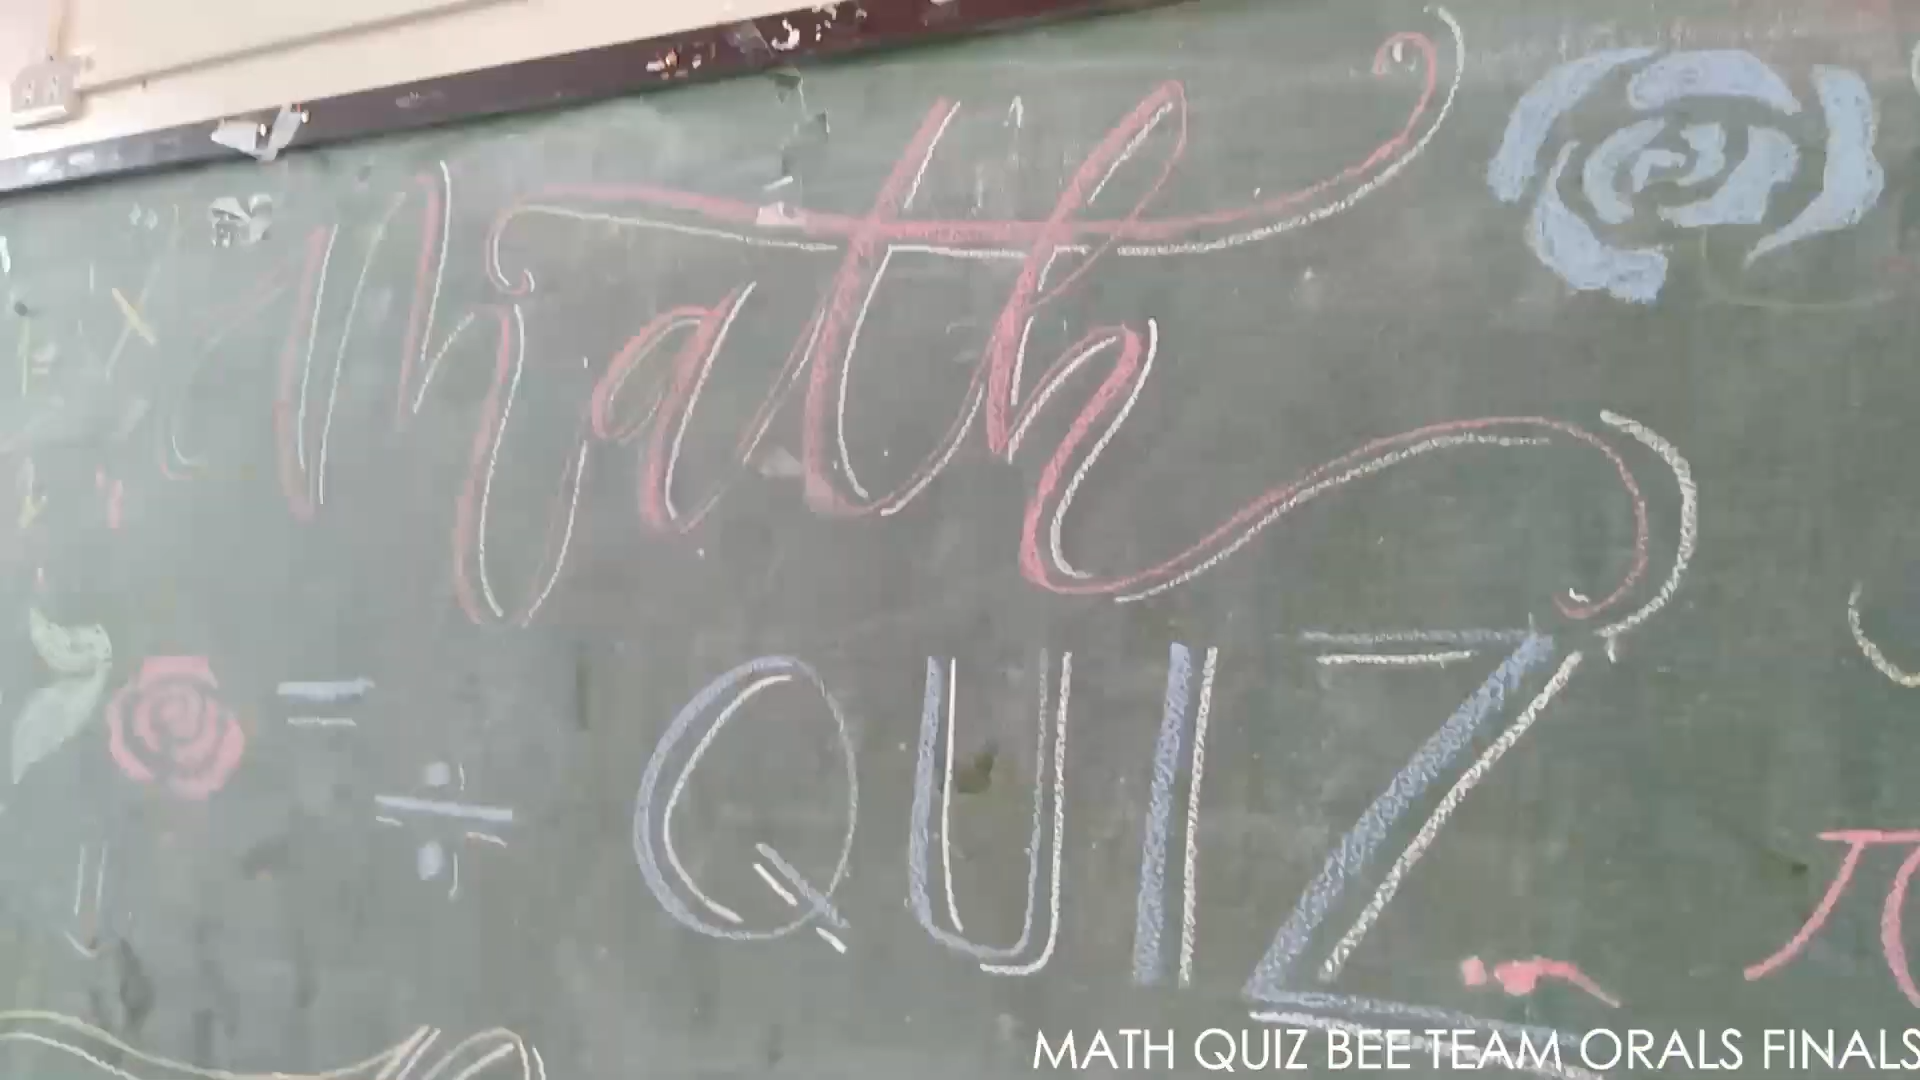 Math
= QUIZ
÷
π
MATH QUIZ BEE TEAM ORALS FINALS